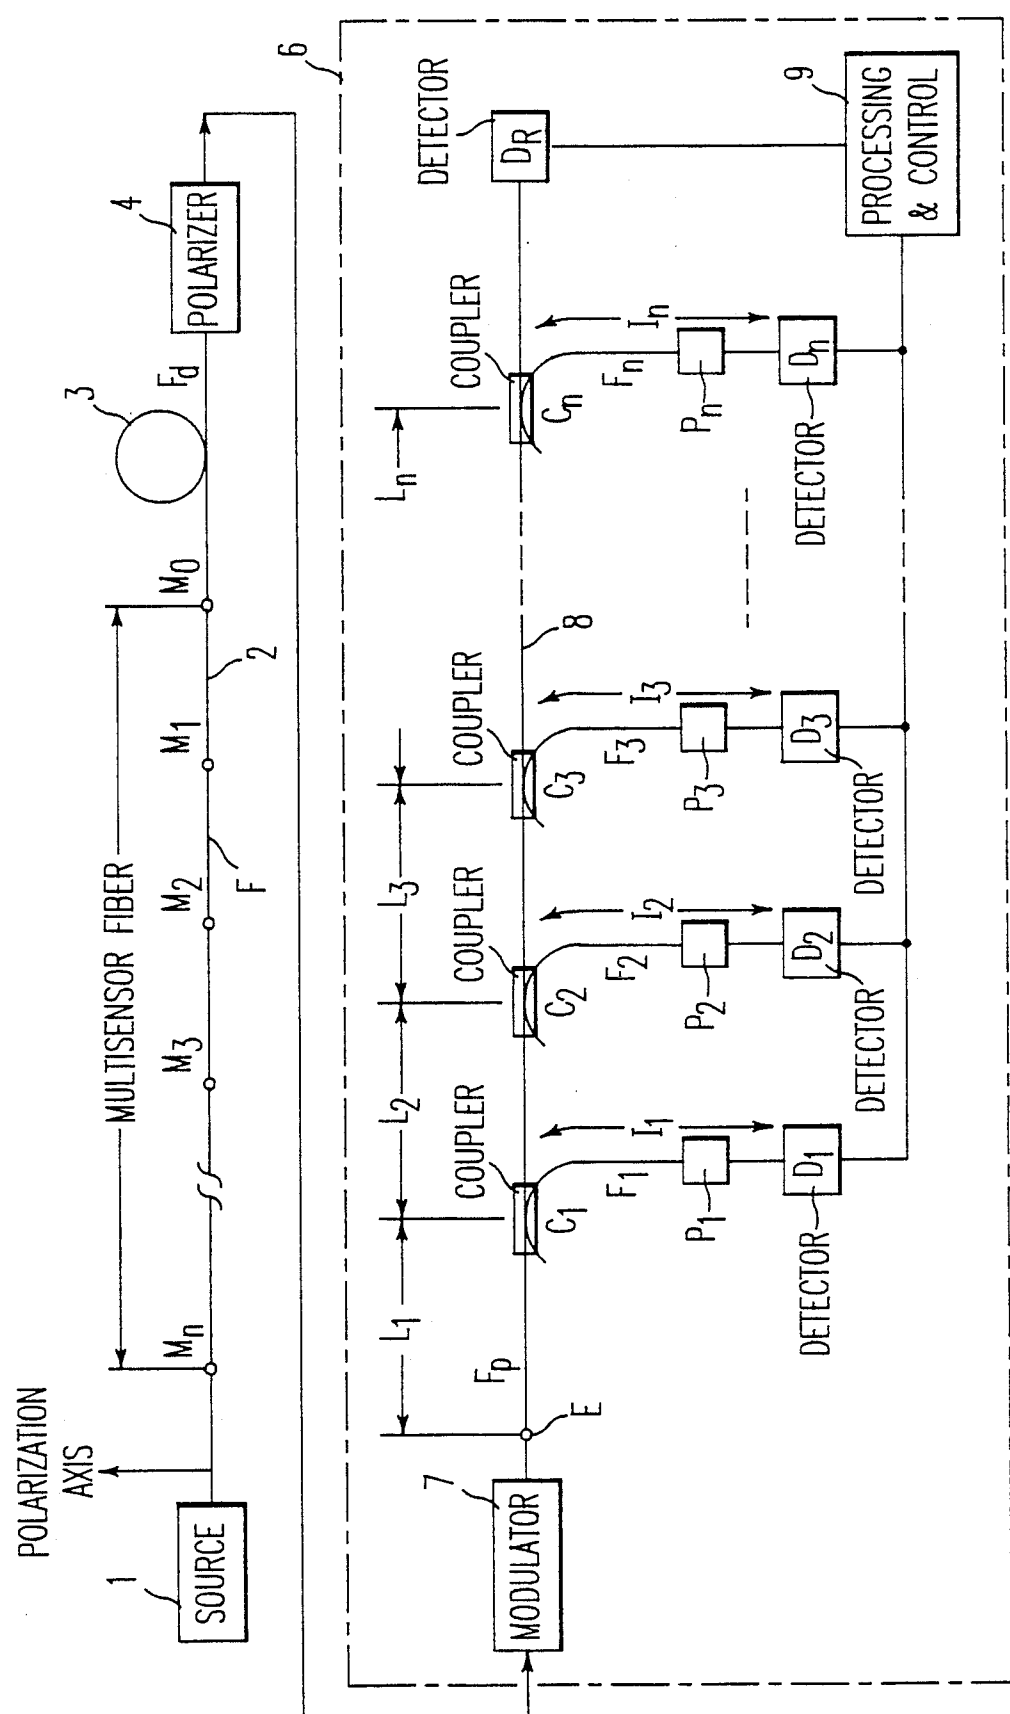 POLARIZATION
AXIS
1
SOURCE
Mn
MULTISENSOR FIBER
M3
M2
F
M1
2
M0
3
Fd
4
POLARIZER
6
7
MODULATOR
E
Fp
L1
L2
L3
Ln
COUPLER
C1
COUPLER
C2
COUPLER
C3
8
COUPLER
Cn
DETECTOR
DR
F1
I1
F2
I2
F3
I3
Fn
In
P1
P2
P3
Pn
D1
DETECTOR
D2
DETECTOR
D3
DETECTOR
Dn
DETECTOR
9
PROCESSING
& CONTROL